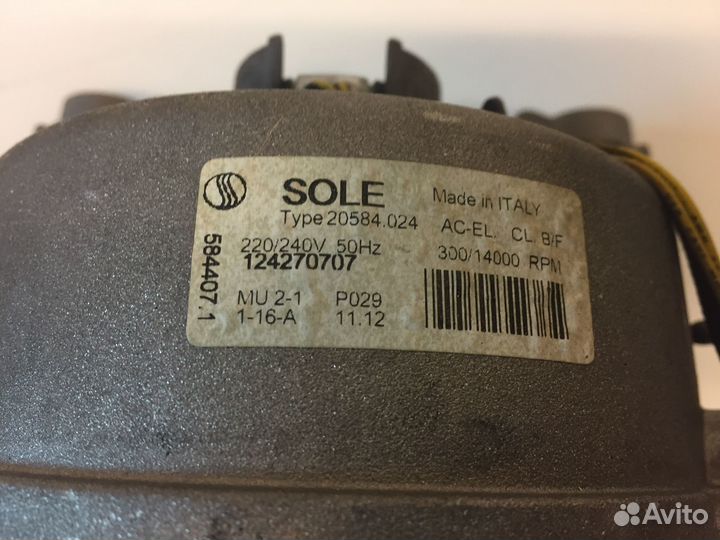 SOLE Made in ITALY
Type 20584.024 AC-EL. CL. B/F
220/240V 50Hz 300/14000 RPM
124270707
MU 2-1 P029
1-16-A 11.12
584407.1
Avito